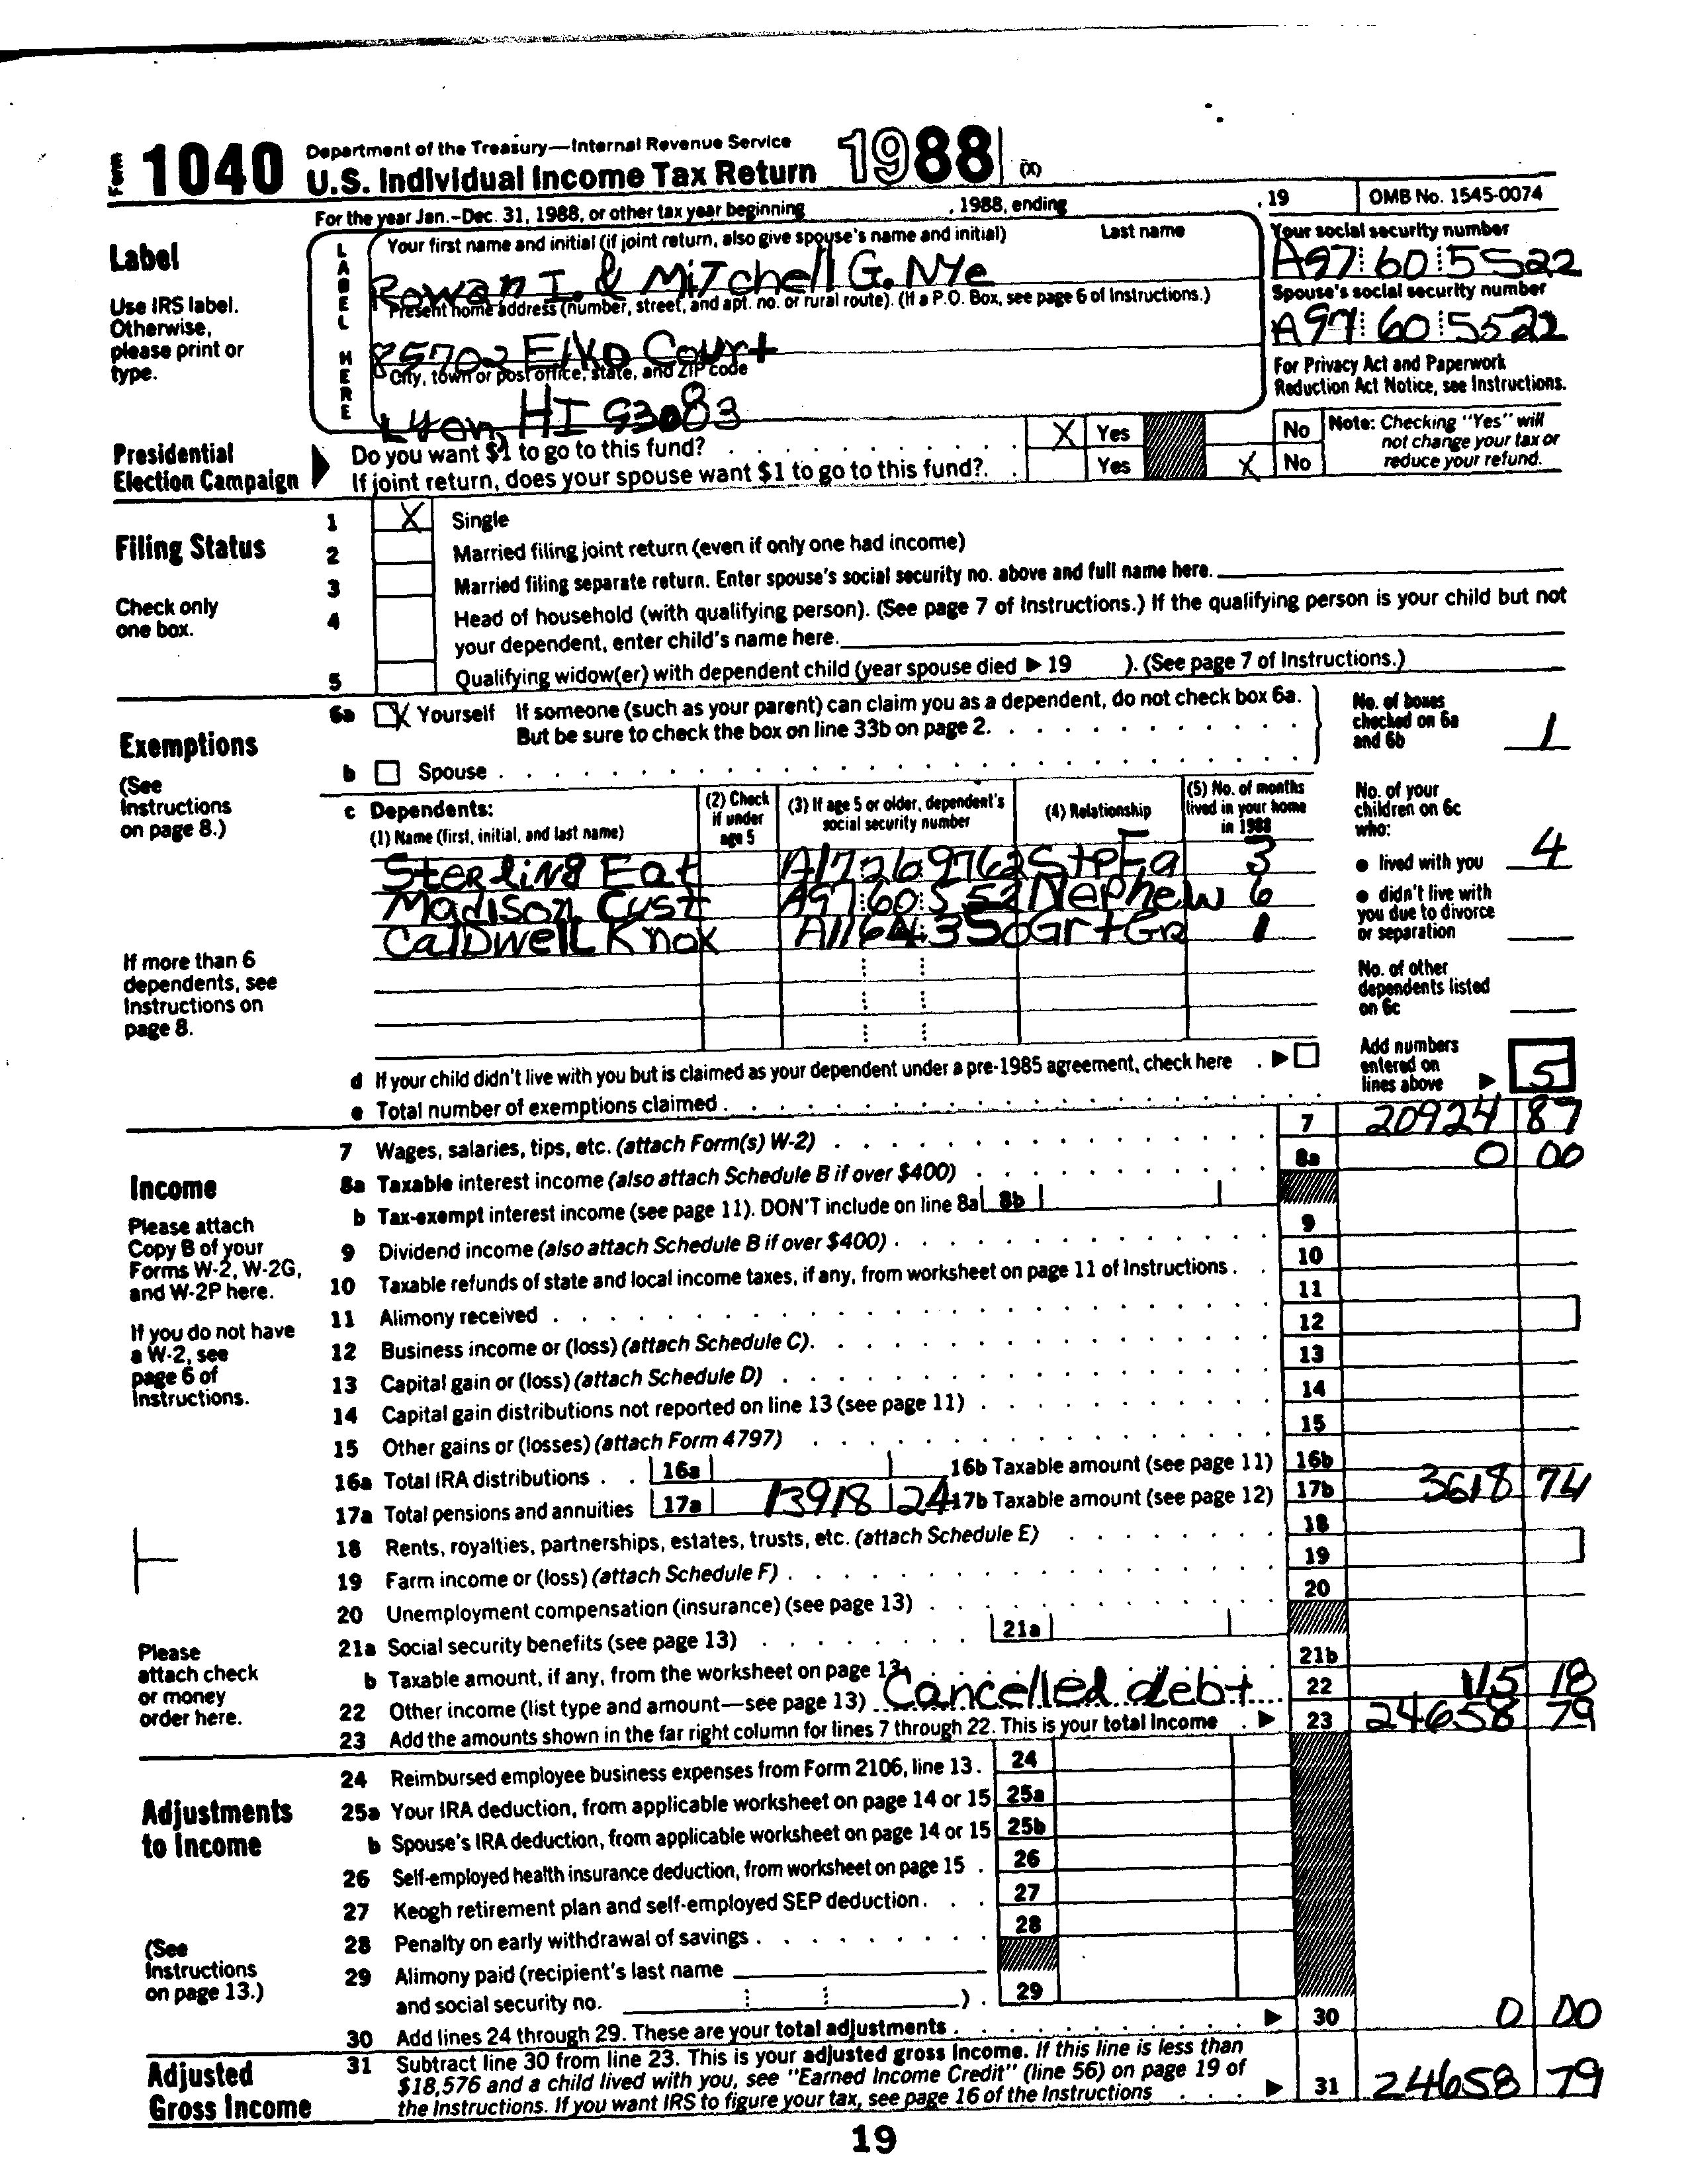 Form 1040 Department of the Treasury—Internal Revenue Service
U.S. Individual Income Tax Return 1988 (X)
For the year Jan.–Dec. 31, 1988, or other tax year beginning , 1988, ending , 19 OMB No. 1545-0074
Label
Use IRS label.
Otherwise,
please print or
type.
LABEL HERE
Your first name and initial (if joint return, also give spouse's name and initial) Last name
Rowan I. & Mitchell G. Nye
Your social security number
A97 60 5522
Present home address (number, street, and apt. no. or rural route). (If a P.O. Box, see page 6 of Instructions.)
85702 Elko Court
Spouse's social security number
A97 60 5522
City, town or post office, state, and ZIP code
Lyon, HI 93083
For Privacy Act and Paperwork
Reduction Act Notice, see Instructions.
Presidential
Election Campaign
Do you want $1 to go to this fund? X Yes No
If joint return, does your spouse want $1 to go to this fund? Yes X No
Note: Checking "Yes" will
not change your tax or
reduce your refund.
Filing Status
Check only
one box.
1 X Single
2 Married filing joint return (even if only one had income)
3 Married filing separate return. Enter spouse's social security no. above and full name here.
4 Head of household (with qualifying person). (See page 7 of Instructions.) If the qualifying person is your child but not
your dependent, enter child's name here.
5 Qualifying widow(er) with dependent child (year spouse died ▶ 19 ). (See page 7 of Instructions.)
Exemptions
(See
Instructions
on page 8.)
6a X Yourself If someone (such as your parent) can claim you as a dependent, do not check box 6a.
But be sure to check the box on line 33b on page 2.
b Spouse
No. of boxes
checked on 6a
and 6b 1
c Dependents:
(1) Name (first, initial, and last name)
(2) Check
if under
age 5
(3) If age 5 or older, dependent's
social security number
(4) Relationship
(5) No. of months
lived in your home
in 1988
Sterling Eat A17269762 StpFa 3
Madison Cust A9760552 Nephew 6
Caldwell Knox A1164350 Gr+Gr 1
If more than 6
dependents, see
Instructions on
page 8.
No. of your
children on 6c
who:
● lived with you 4
● didn't live with
you due to divorce
or separation
No. of other
dependents listed
on 6c
d If your child didn't live with you but is claimed as your dependent under a pre-1985 agreement, check here ▶
e Total number of exemptions claimed
Add numbers
entered on
lines above ▶ 5
Income
Please attach
Copy B of your
Forms W-2, W-2G,
and W-2P here.
If you do not have
a W-2, see
page 6 of
Instructions.
7 Wages, salaries, tips, etc. (attach Form(s) W-2) 7 20924 87
8a Taxable interest income (also attach Schedule B if over $400) 8a 0 00
b Tax-exempt interest income (see page 11). DON'T include on line 8a 8b
9 Dividend income (also attach Schedule B if over $400) 9
10 Taxable refunds of state and local income taxes, if any, from worksheet on page 11 of Instructions 10
11 Alimony received 11
12 Business income or (loss) (attach Schedule C) 12
13 Capital gain or (loss) (attach Schedule D) 13
14 Capital gain distributions not reported on line 13 (see page 11) 14
15 Other gains or (losses) (attach Form 4797) 15
16a Total IRA distributions 16a 16b Taxable amount (see page 11) 16b
17a Total pensions and annuities 17a 13918 24 17b Taxable amount (see page 12) 17b 3618 74
18 Rents, royalties, partnerships, estates, trusts, etc. (attach Schedule E) 18
19 Farm income or (loss) (attach Schedule F) 19
20 Unemployment compensation (insurance) (see page 13) 20
21a Social security benefits (see page 13) 21a
b Taxable amount, if any, from the worksheet on page 13 21b
22 Other income (list type and amount—see page 13) Cancelled debt 22 115 18
23 Add the amounts shown in the far right column for lines 7 through 22. This is your total income ▶ 23 24658 79
Please
attach check
or money
order here.
Adjustments
to Income
(See
Instructions
on page 13.)
24 Reimbursed employee business expenses from Form 2106, line 13. 24
25a Your IRA deduction, from applicable worksheet on page 14 or 15 25a
b Spouse's IRA deduction, from applicable worksheet on page 14 or 15 25b
26 Self-employed health insurance deduction, from worksheet on page 15 26
27 Keogh retirement plan and self-employed SEP deduction 27
28 Penalty on early withdrawal of savings 28
29 Alimony paid (recipient's last name
and social security no. ) 29
30 Add lines 24 through 29. These are your total adjustments ▶ 30 0 00
Adjusted
Gross Income
31 Subtract line 30 from line 23. This is your adjusted gross income. If this line is less than
$18,576 and a child lived with you, see "Earned Income Credit" (line 56) on page 19 of
the Instructions. If you want IRS to figure your tax, see page 16 of the Instructions ▶ 31 24658 79
19